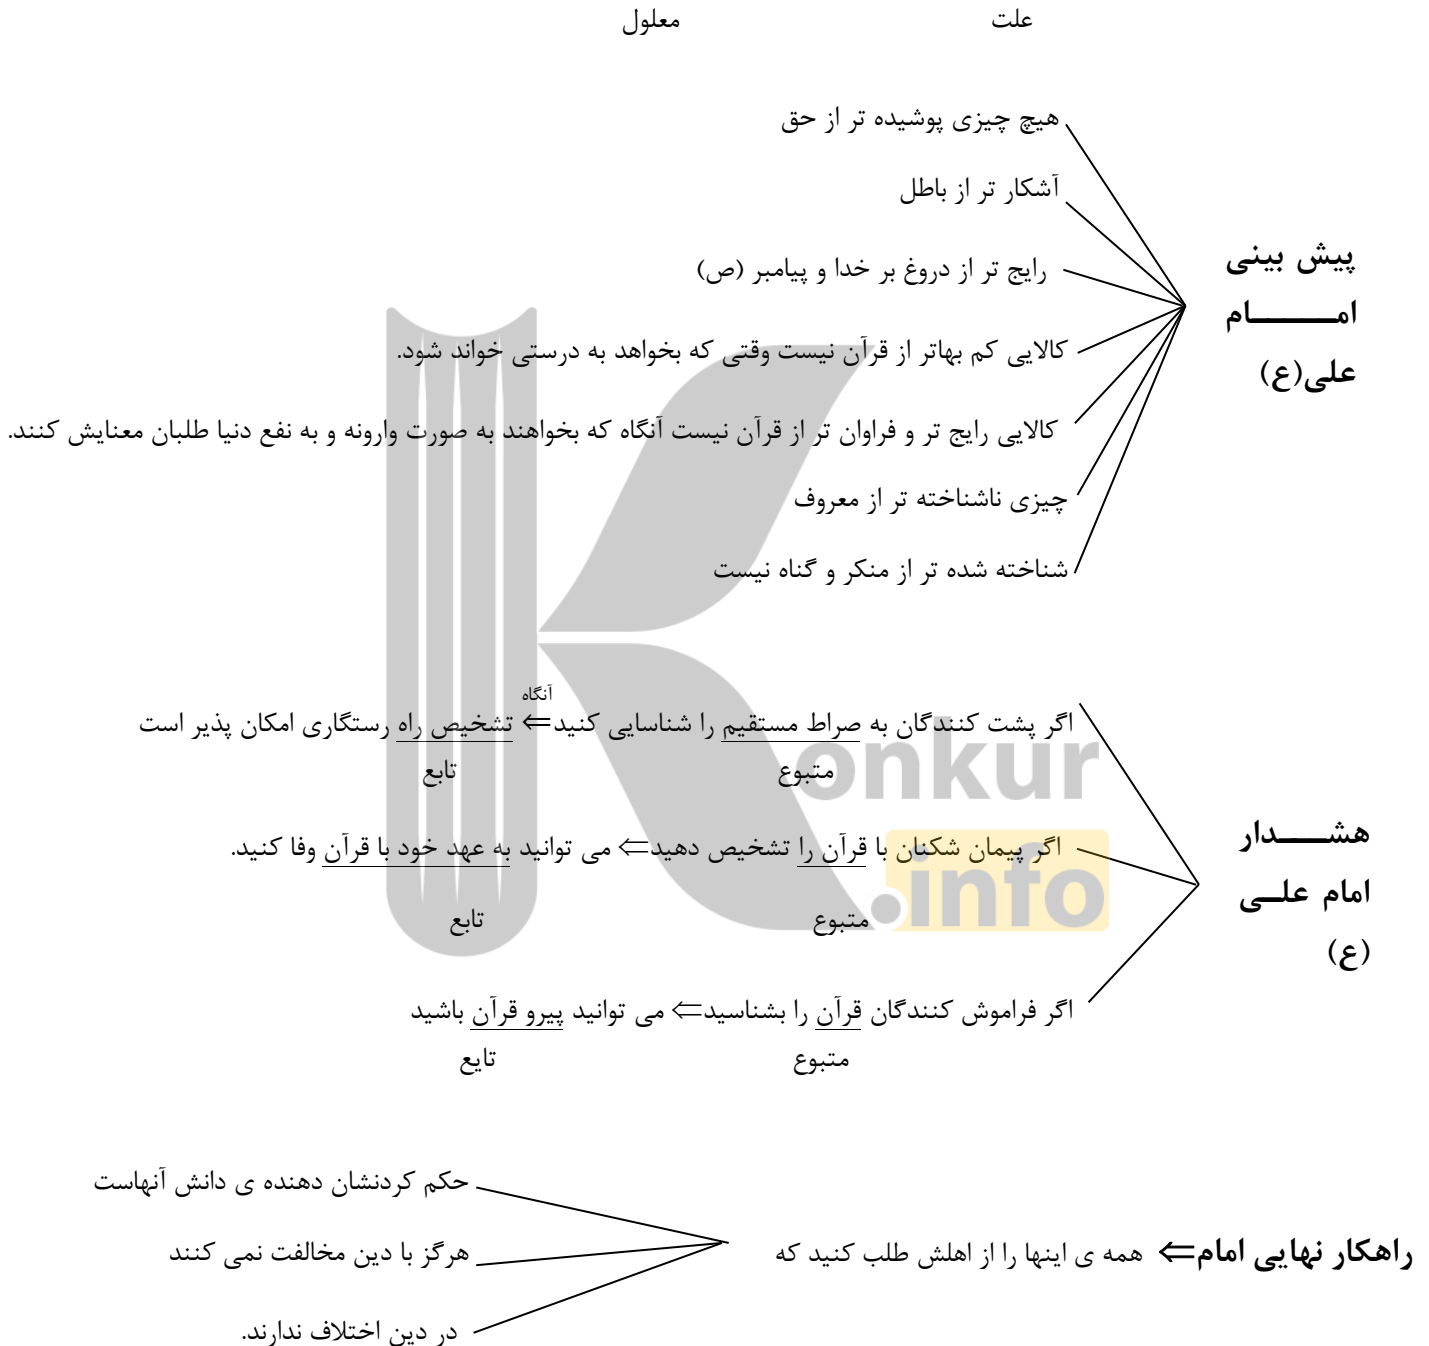 علت معلول
هیچ چیزی پوشیده تر از حق
آشکار تر از باطل
رایج تر از دروغ بر خدا و پیامبر (ص)
کالایی کم بهاتر از قرآن نیست وقتی که بخواهد به درستی خواند شود.
کالایی رایج تر و فراوان تر از قرآن نیست آنگاه که بخواهند به صورت وارونه و به نفع دنیا طلبان معنایش کنند.
چیزی ناشناخته تر از معروف
شناخته شده تر از منکر و گناه نیست
پیش بینی
امـــــــام
علی(ع)
آنگاه
اگر پشت کنندگان به صراط مستقیم را شناسایی کنید⇐ تشخیص راه رستگاری امکان پذیر است
متبوع تابع
اگر پیمان شکنان با قرآن را تشخیص دهید⇐ می توانید به عهد خود با قرآن وفا کنید.
متبوع تابع
اگر فراموش کنندگان قرآن را بشناسید⇐ می توانید پیرو قرآن باشید
متبوع تایع
هشـــــدار
امام علــی
(ع)
راهکار نهایی امام⇐ همه ی اینها را از اهلش طلب کنید که
حکم کردنشان دهنده ی دانش آنهاست
هرگز با دین مخالفت نمی کنند
در دین اختلاف ندارند.
Konkur
.info